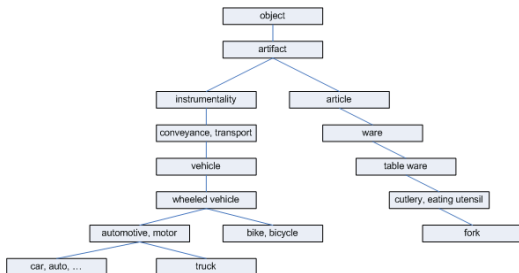 object
artifact
instrumentality
article
conveyance, transport
ware
vehicle
table ware
wheeled vehicle
cutlery, eating utensil
automotive, motor
bike, bicycle
fork
car, auto, …
truck